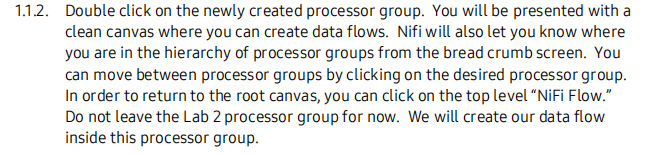 1.1.2. Double click on the newly created processor group. You will be presented with a
clean canvas where you can create data flows. Nifi will also let you know where
you are in the hierarchy of processor groups from the bread crumb screen. You
can move between processor groups by clicking on the desired processor group.
In order to return to the root canvas, you can click on the top level “NiFi Flow.”
Do not leave the Lab 2 processor group for now. We will create our data flow
inside this processor group.